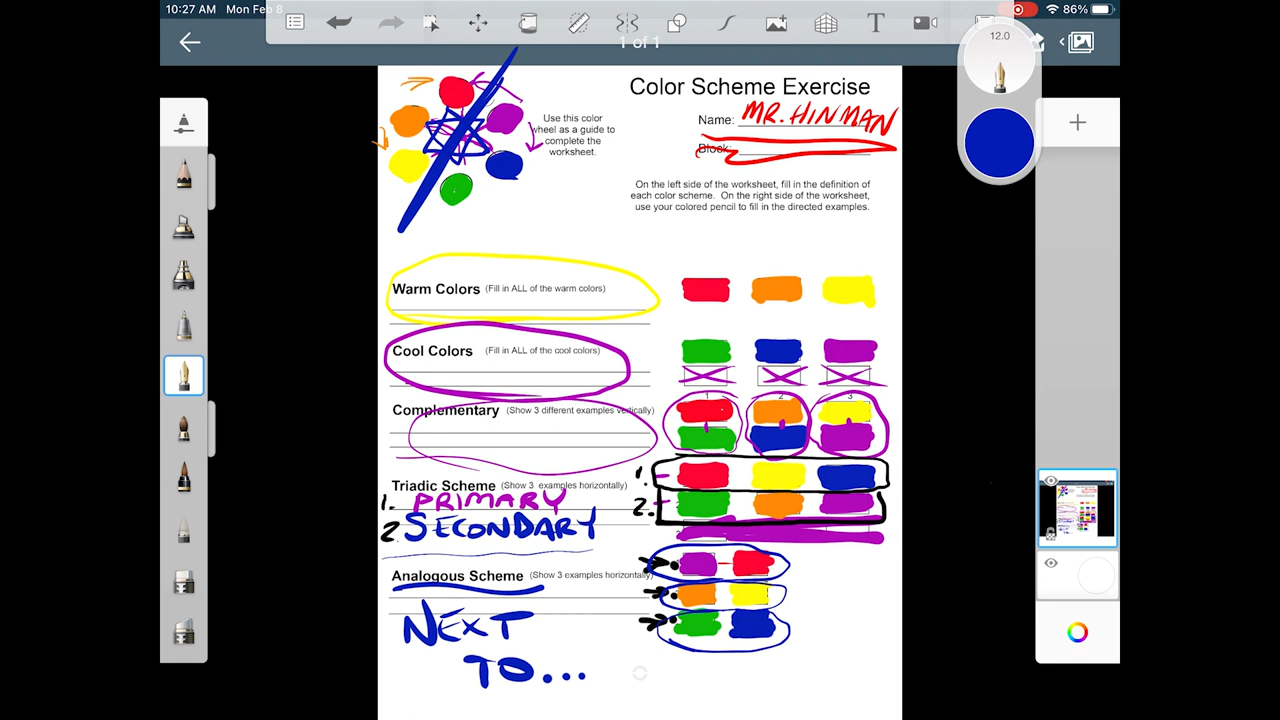 10:27 AM Mon Feb 8
86%
1 of 1
T
12.0
Color Scheme Exercise
Use this color
wheel as a guide to
complete the
worksheet.
Name: MR. HINMAN
Block:
On the left side of the worksheet, fill in the definition of
each color scheme. On the right side of the worksheet,
use your colored pencil to fill in the directed examples.
Warm Colors (Fill in ALL of the warm colors)
Cool Colors (Fill in ALL of the cool colors)
1 2 3
Complementary (Show 3 different examples vertically)
1.
Triadic Scheme (Show 3 examples horizontally)
1. PRIMARY
2.
2 SECONDARY
Analogous Scheme (Show 3 examples horizontally)
NEXT
TO...